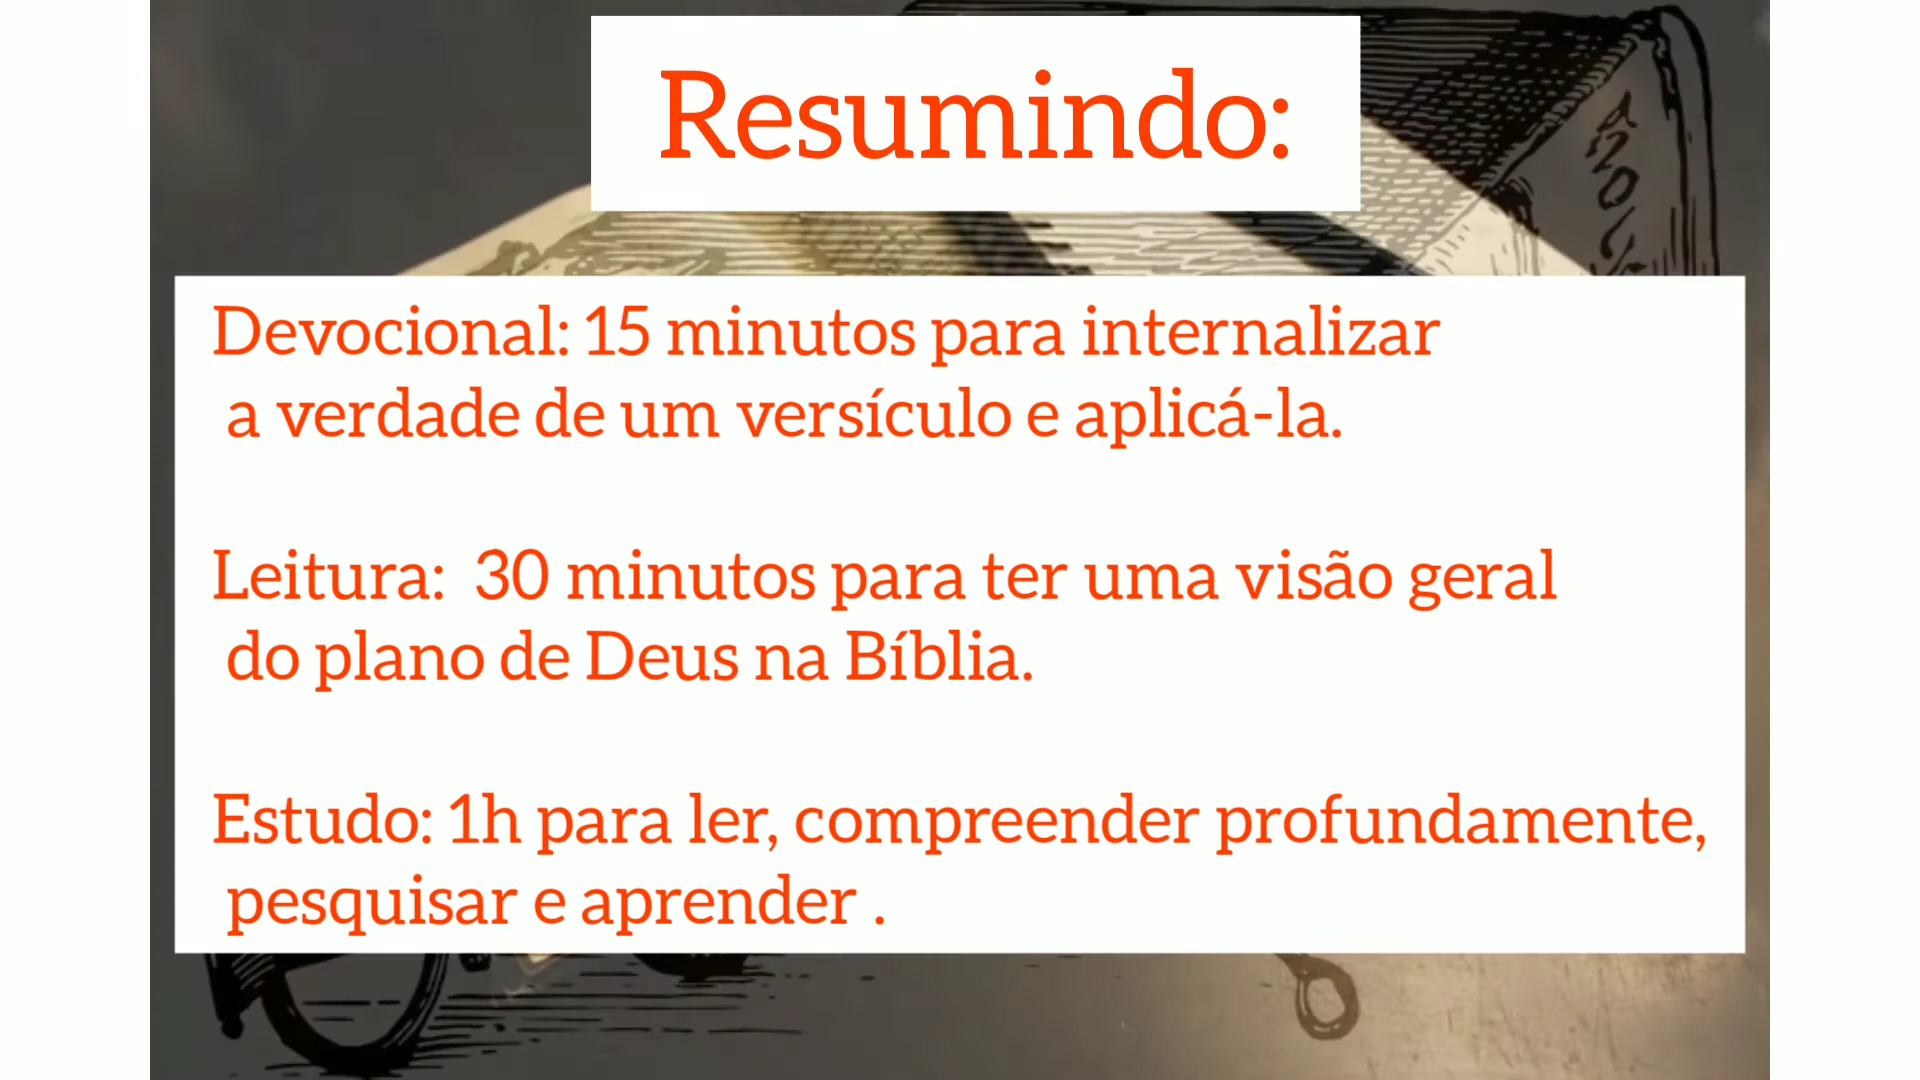 Resumindo:
Devocional: 15 minutos para internalizar
a verdade de um versículo e aplicá-la.
Leitura: 30 minutos para ter uma visão geral
do plano de Deus na Bíblia.
Estudo: 1h para ler, compreender profundamente,
pesquisar e aprender .